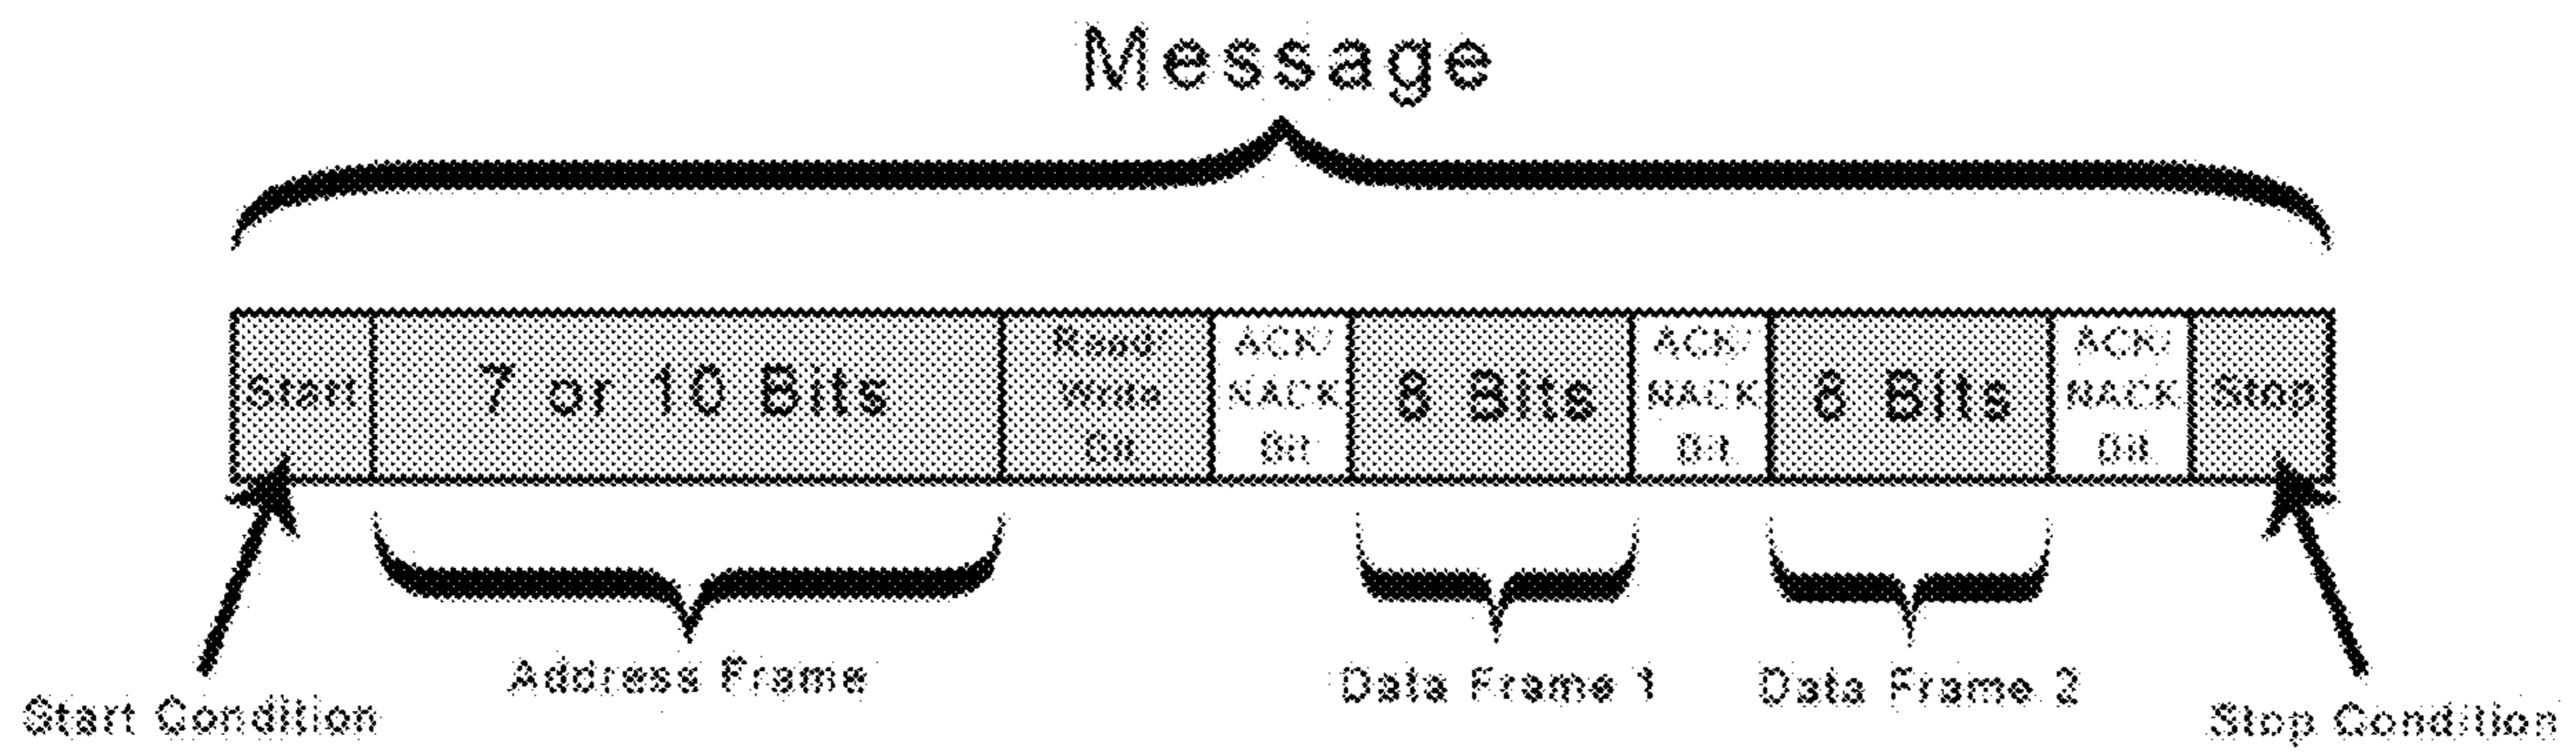 Message
Start
7 or 10 Bits
Read/
Write
Bit
ACK/
NACK
Bit
8 Bits
ACK/
NACK
Bit
8 Bits
ACK/
NACK
Bit
Stop
Start Condition
Address Frame
Data Frame 1
Data Frame 2
Stop Condition